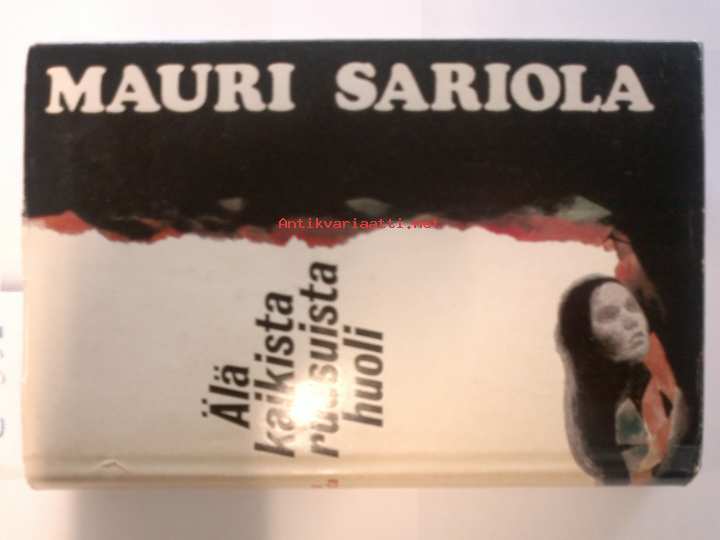 MAURI SARIOLA
Antikvariaatti.net
Älä
kaikista
ruusuista
huoli